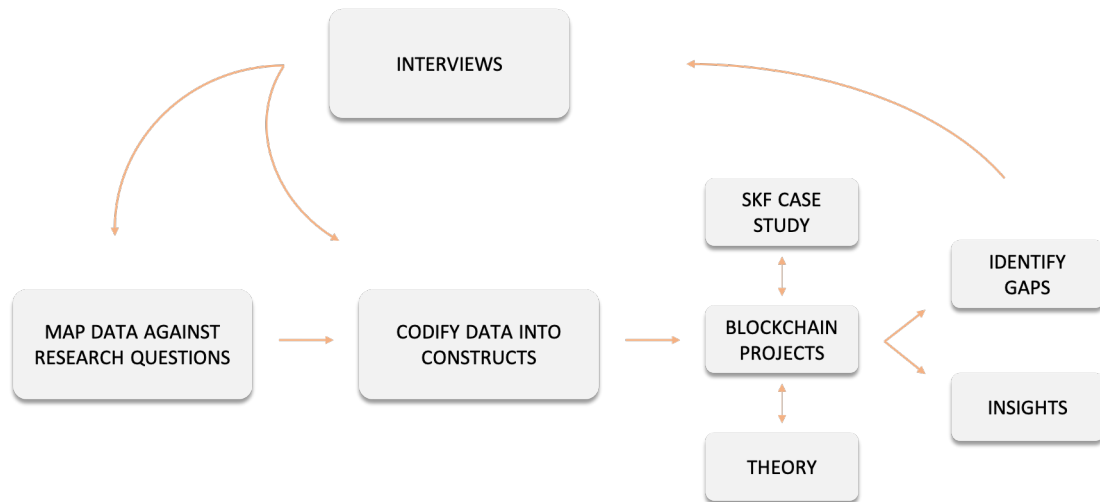 INTERVIEWS
SKF CASE
STUDY
IDENTIFY
GAPS
MAP DATA AGAINST
RESEARCH QUESTIONS
CODIFY DATA INTO
CONSTRUCTS
BLOCKCHAIN
PROJECTS
INSIGHTS
THEORY